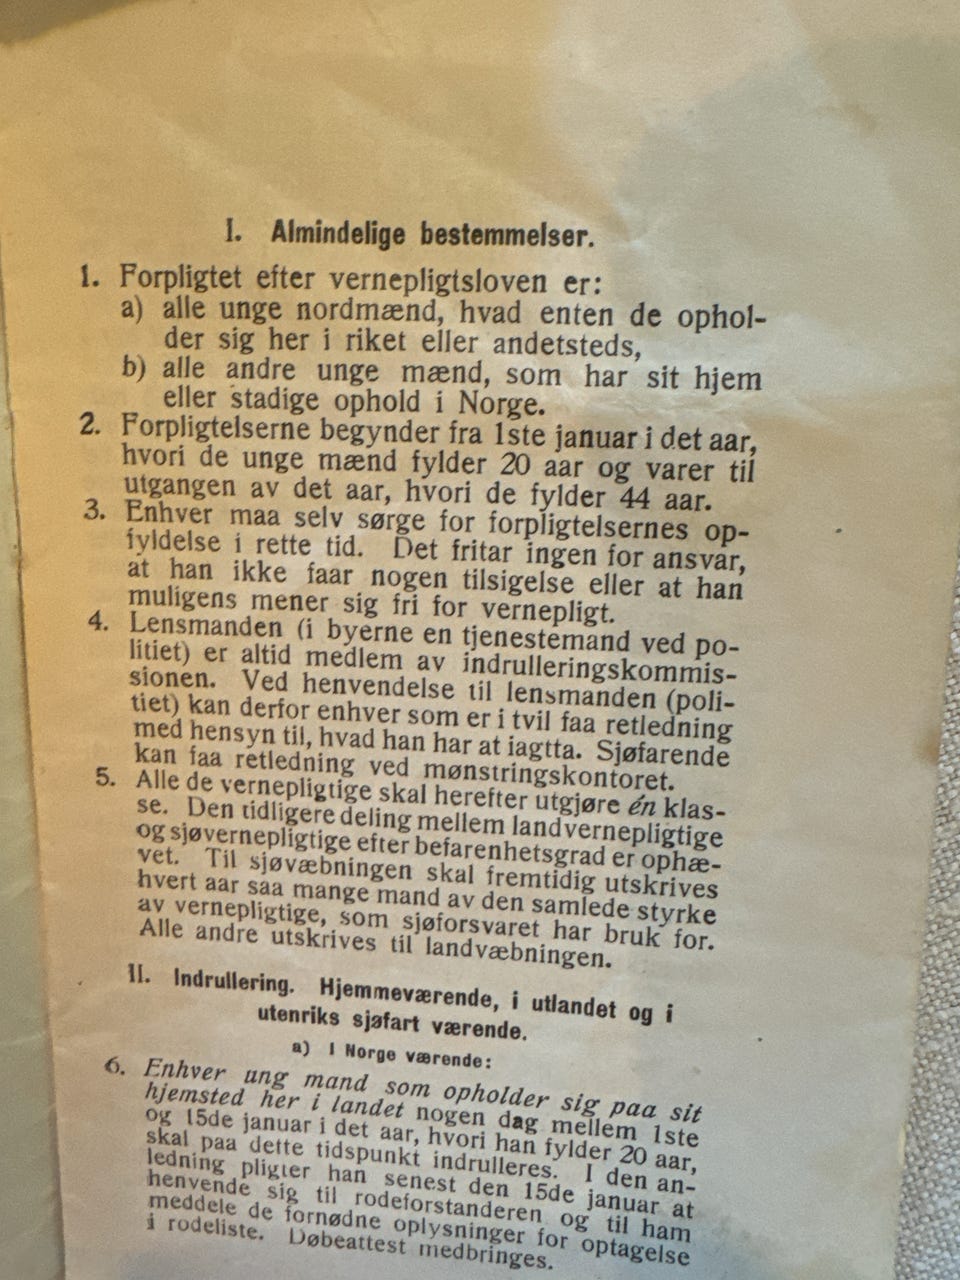 I. Almindelige bestemmelser.
1. Forpligtet efter vernepligtsloven er:
a) alle unge nordmænd, hvad enten de ophol-
der sig her i riket eller andetsteds,
b) alle andre unge mænd, som har sit hjem
eller stadige ophold i Norge.
2. Forpligtelserne begynder fra 1ste januar i det aar,
hvori de unge mænd fylder 20 aar og varer til
utgangen av det aar, hvori de fylder 44 aar.
3. Enhver maa selv sørge for forpligtelsernes op-
fyldelse i rette tid. Det fritar ingen for ansvar,
at han ikke faar nogen tilsigelse eller at han
muligens mener sig fri for vernepligt.
4. Lensmanden (i byerne en tjenestemand ved po-
litiet) er altid medlem av indrulleringskommis-
sionen. Ved henvendelse til lensmanden (poli-
tiet) kan derfor enhver som er i tvil faa retledning
med hensyn til, hvad han har at iagtta. Sjøfarende
kan faa retledning ved mønstringskontoret.
5. Alle de vernepligtige skal herefter utgjøre én klas-
se. Den tidligere deling mellem landvernepligtige
og sjøvernepligtige efter befarenhetsgrad er ophæ-
vet. Til sjøvæbningen skal fremtidig utskrives
hvert aar saa mange mand av den samlede styrke
av vernepligtige, som sjøforsvaret har bruk for.
Alle andre utskrives til landvæbningen.
II. Indrullering. Hjemmeværende, i utlandet og i
utenriks sjøfart værende.
a) I Norge værende:
6. Enhver ung mand som opholder sig paa sit
hjemsted her i landet nogen dag mellem 1ste
og 15de januar i det aar, hvori han fylder 20 aar,
skal paa dette tidspunkt indrulleres. I den an-
ledning pligter han senest den 15de januar at
henvende sig til rodeforstanderen og til ham
meddele de fornødne oplysninger for optagelse
i rodeliste. Døbeattest medbringes.